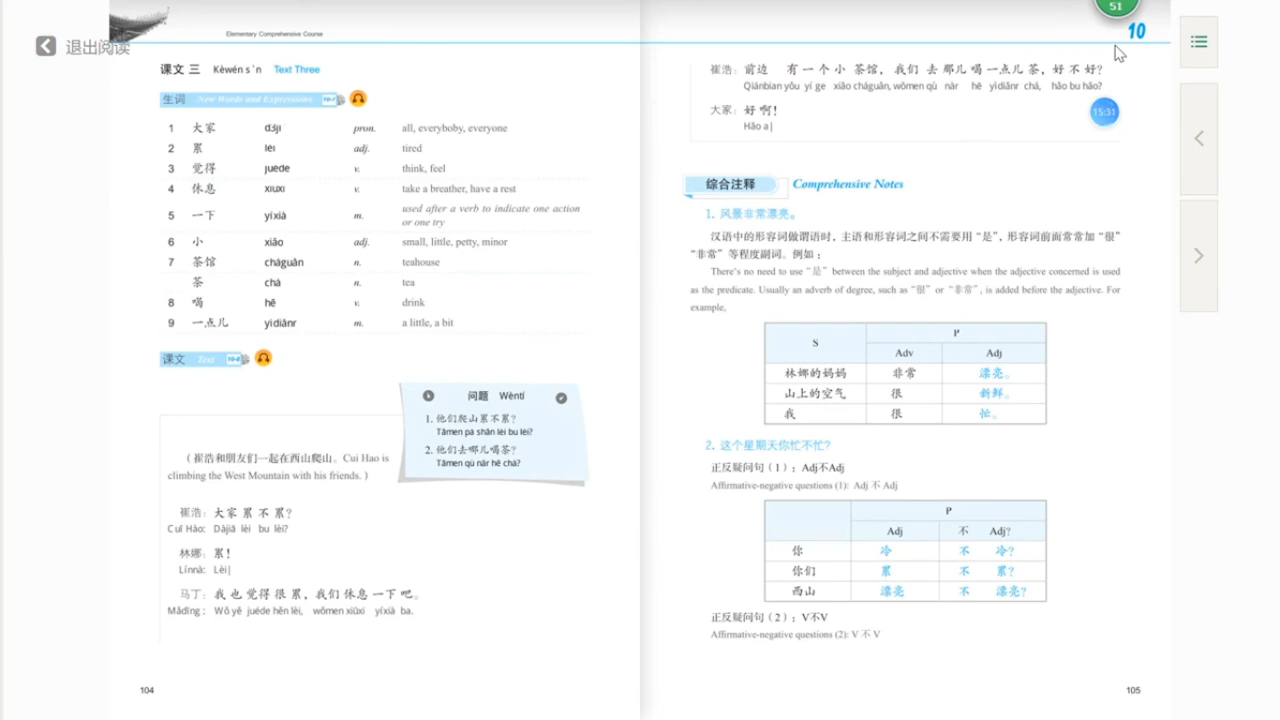 51
退出阅读
Elementary Comprehensive Course
10
课文 三 Kèwén s'n Text Three
生词 New Words and Expressions 10-7
1 大家 dɜjı pron. all, everyboby, everyone
2 累 lèı adj. tired
3 觉得 juéde v. think, feel
4 休息 xıuxı v. take a breather, have a rest
5 一下 yíxià m. used after a verb to indicate one action
or one try
6 小 xiǎo adj. small, little, petty, minor
7 茶馆 cháguǎn n. teahouse
茶 chá n. tea
8 喝 hē v. drink
9 一点儿 yìdiǎnr m. a little, a bit
课文 Text 10-8
问题 Wèntí
1. 他们爬山累不累?
Tāmen pá shān lèi bu lèi?
2. 他们去哪儿喝茶?
Tāmen qù nǎr hē chá?
( 崔浩和朋友们一起在西山爬山。Cui Hao is
climbing the West Mountain with his friends. )
崔浩: 大家 累 不 累?
Cuī Hào: Dàjiā lèi bu lèi?
林娜: 累!
Línnà: Lèi|
马丁: 我 也 觉得 很 累, 我们 休息 一下 吧。
Mǎdīng : Wǒ yě juéde hěn lèi, wǒmen xiūxi yíxià ba.
104
崔浩: 前边 有 一 个 小 茶馆, 我们 去 那儿 喝 一点儿 茶, 好 不 好?
Qiánbian yǒu yí ge xiǎo cháguǎn, wǒmen qù nàr hē yìdiǎnr chá, hǎo bu hǎo?
大家: 好 啊!
Hǎo a|
15:31
综合注释 Comprehensive Notes
1. 风景非常漂亮。
汉语中的形容词做谓语时, 主语和形容词之间不需要用 “是”, 形容词前面常常加 “很”
“非常” 等程度副词。例如 :
There's no need to use “是” between the subject and adjective when the adjective concerned is used
as the predicate. Usually an adverb of degree, such as “很” or “非常”, is added before the adjective. For
example,
S P
Adv Adj
林娜的妈妈 非常 漂亮。
山上的空气 很 新鲜。
我 很 忙。
2. 这个星期天你忙不忙?
正反疑问句 ( 1 ) : Adj不Adj
Affirmative-negative questions (1): Adj 不 Adj
P
Adj 不 Adj?
你 冷 不 冷?
你们 累 不 累?
西山 漂亮 不 漂亮?
正反疑问句 ( 2 ) : V不V
Affirmative-negative questions (2): V 不 V
105